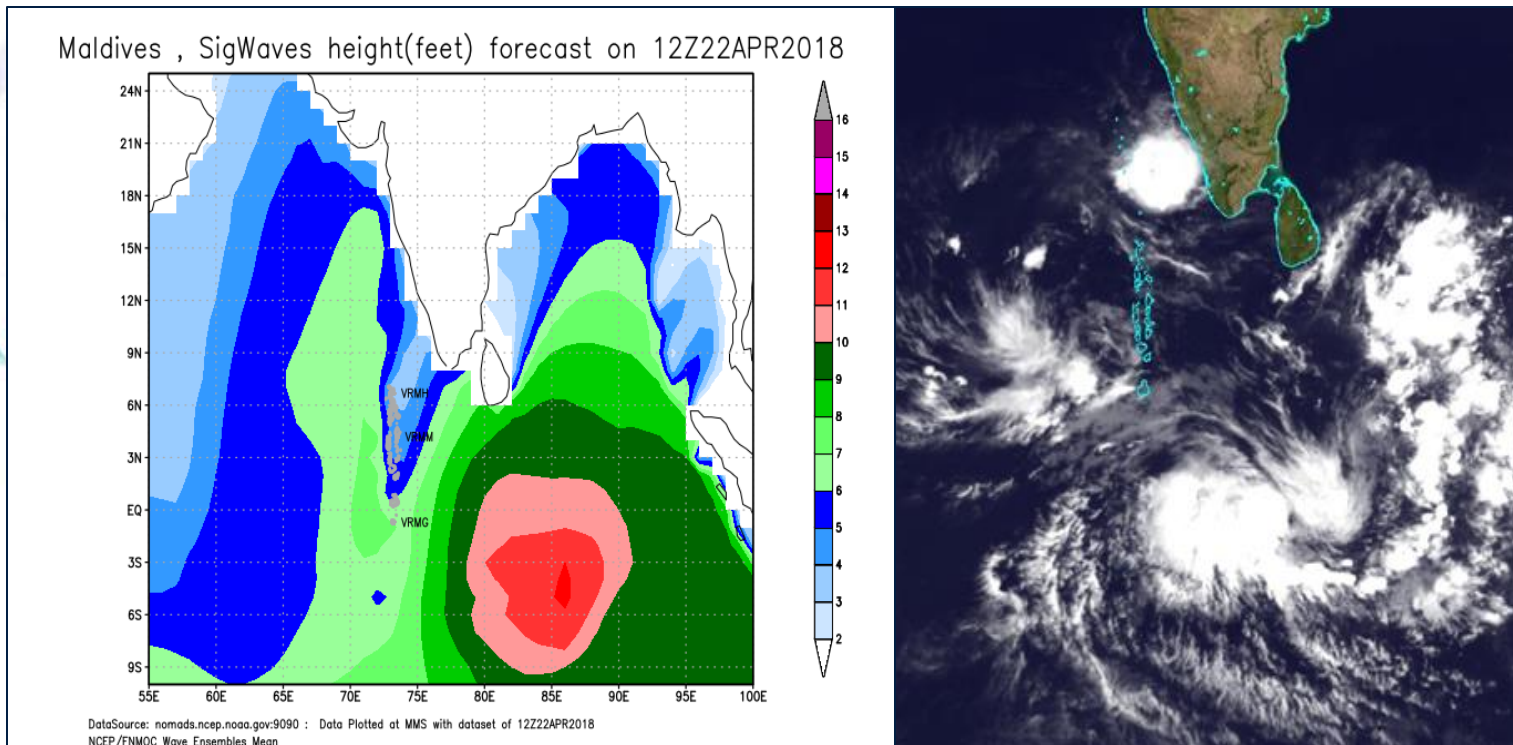 Maldives , SigWaves height(feet) forecast on 12Z22APR2018
24N
21N
18N
15N
12N
9N
6N
3N
EQ
3S
6S
9S
55E 60E 65E 70E 75E 80E 85E 90E 95E 100E
VRMH
VRMM
VRMG
16
15
14
13
12
11
10
9
8
7
6
5
4
3
2
DataSource: nomads.ncep.noaa.gov:9090 : Data Plotted at MMS with dataset of 12Z22APR2018
NCEP/FNMOC Wave Ensembles Mean